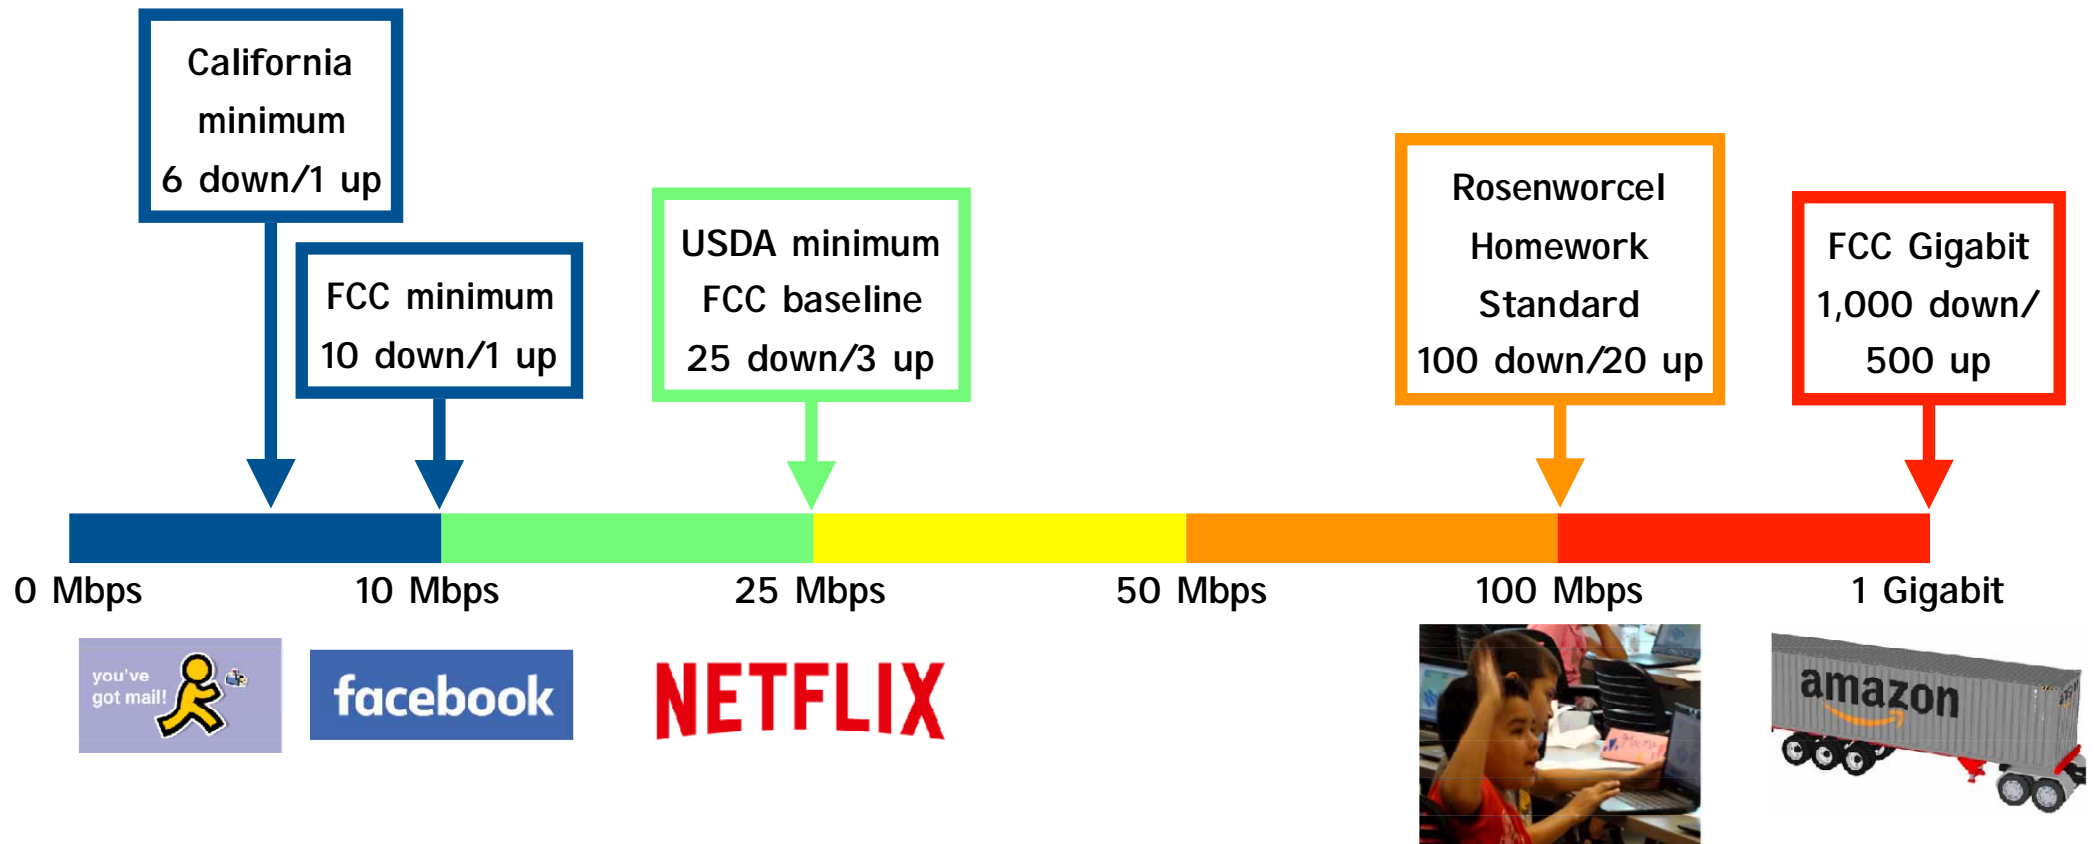 California
minimum
6 down/1 up
FCC minimum
10 down/1 up
USDA minimum
FCC baseline
25 down/3 up
Rosenworcel
Homework
Standard
100 down/20 up
FCC Gigabit
1,000 down/
500 up
0 Mbps
10 Mbps
25 Mbps
50 Mbps
100 Mbps
1 Gigabit
you've
got mail!
facebook
NETFLIX
amazon